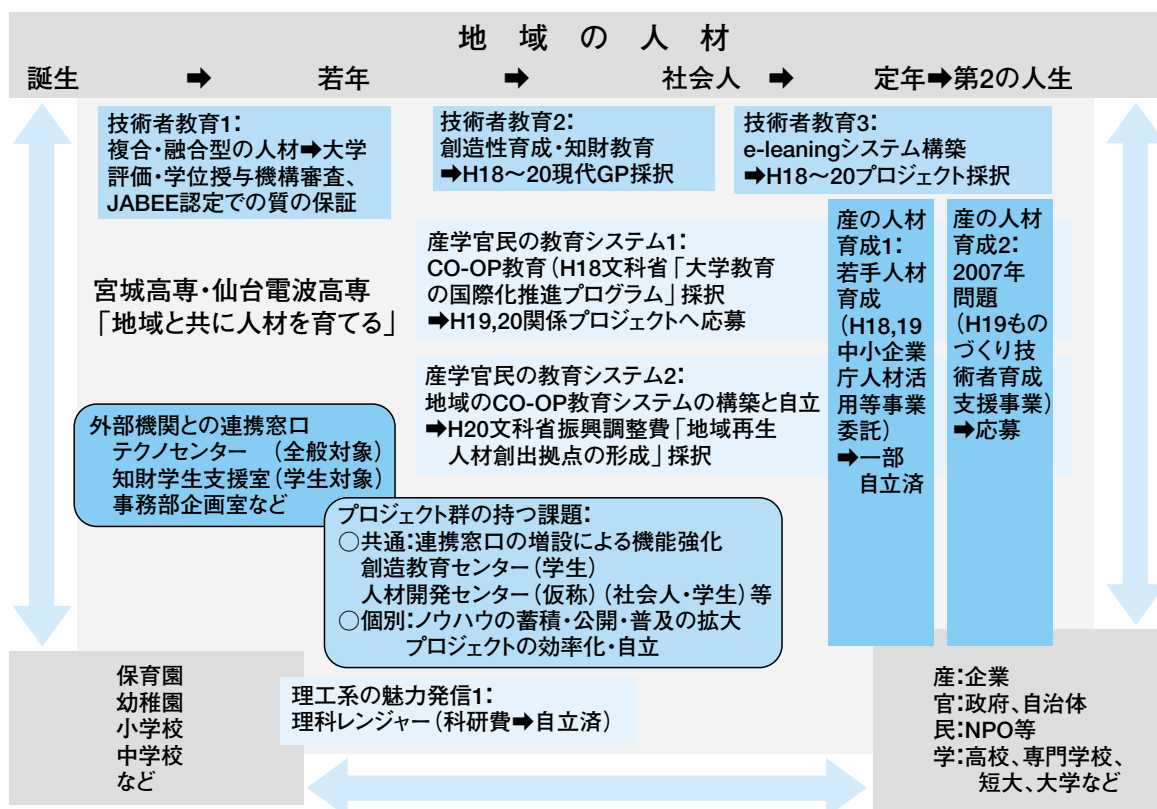 地域の人材
誕生 ➡ 若年 ➡ 社会人 ➡ 定年➡第2の人生
技術者教育1：
複合・融合型の人材➡大学
評価・学位授与機構審査、
JABEE認定での質の保証
技術者教育2：
創造性育成・知財教育
➡H18〜20現代GP採択
技術者教育3：
e-leaningシステム構築
➡H18〜20プロジェクト採択
宮城高専・仙台電波高専
「地域と共に人材を育てる」
産学官民の教育システム1：
CO-OP教育（H18文科省「大学教育
の国際化推進プログラム」採択
➡H19,20関係プロジェクトへ応募
産学官民の教育システム2：
地域のCO-OP教育システムの構築と自立
➡H20文科省振興調整費「地域再生
人材創出拠点の形成」採択
産の人材
育成1：
若手人材
育成
（H18,19
中小企業
庁人材活
用等事業
委託）
➡一部
自立済
産の人材
育成2：
2007年
問題
（H19もの
づくり技
術者育成
支援事業）
➡応募
外部機関との連携窓口
テクノセンター （全般対象）
知財学生支援室（学生対象）
事務部企画室など
プロジェクト群の持つ課題：
○共通：連携窓口の増設による機能強化
創造教育センター（学生）
人材開発センター（仮称）（社会人・学生）等
○個別：ノウハウの蓄積・公開・普及の拡大
プロジェクトの効率化・自立
理工系の魅力発信1：
理科レンジャー（科研費➡自立済）
保育園
幼稚園
小学校
中学校
など
産：企業
官：政府、自治体
民：NPO等
学：高校、専門学校、
短大、大学など